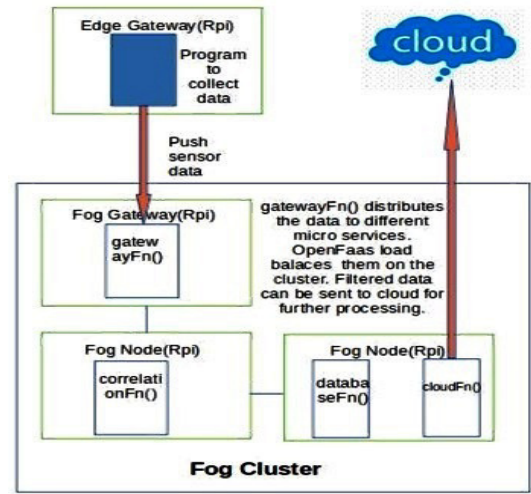 Edge Gateway(Rpi)
Program
to
collect
data
cloud
Push
sensor
data
Fog Gateway(Rpi)
gatew
ayFn()
gatewayFn() distributes
the data to different
micro services.
OpenFaas load
balaces them on the
cluster. Filtered data
can be sent to cloud for
further processing.
Fog Node(Rpi)
correlati
onFn()
Fog Node(Rpi)
databa
seFn()
cloudFn()
Fog Cluster